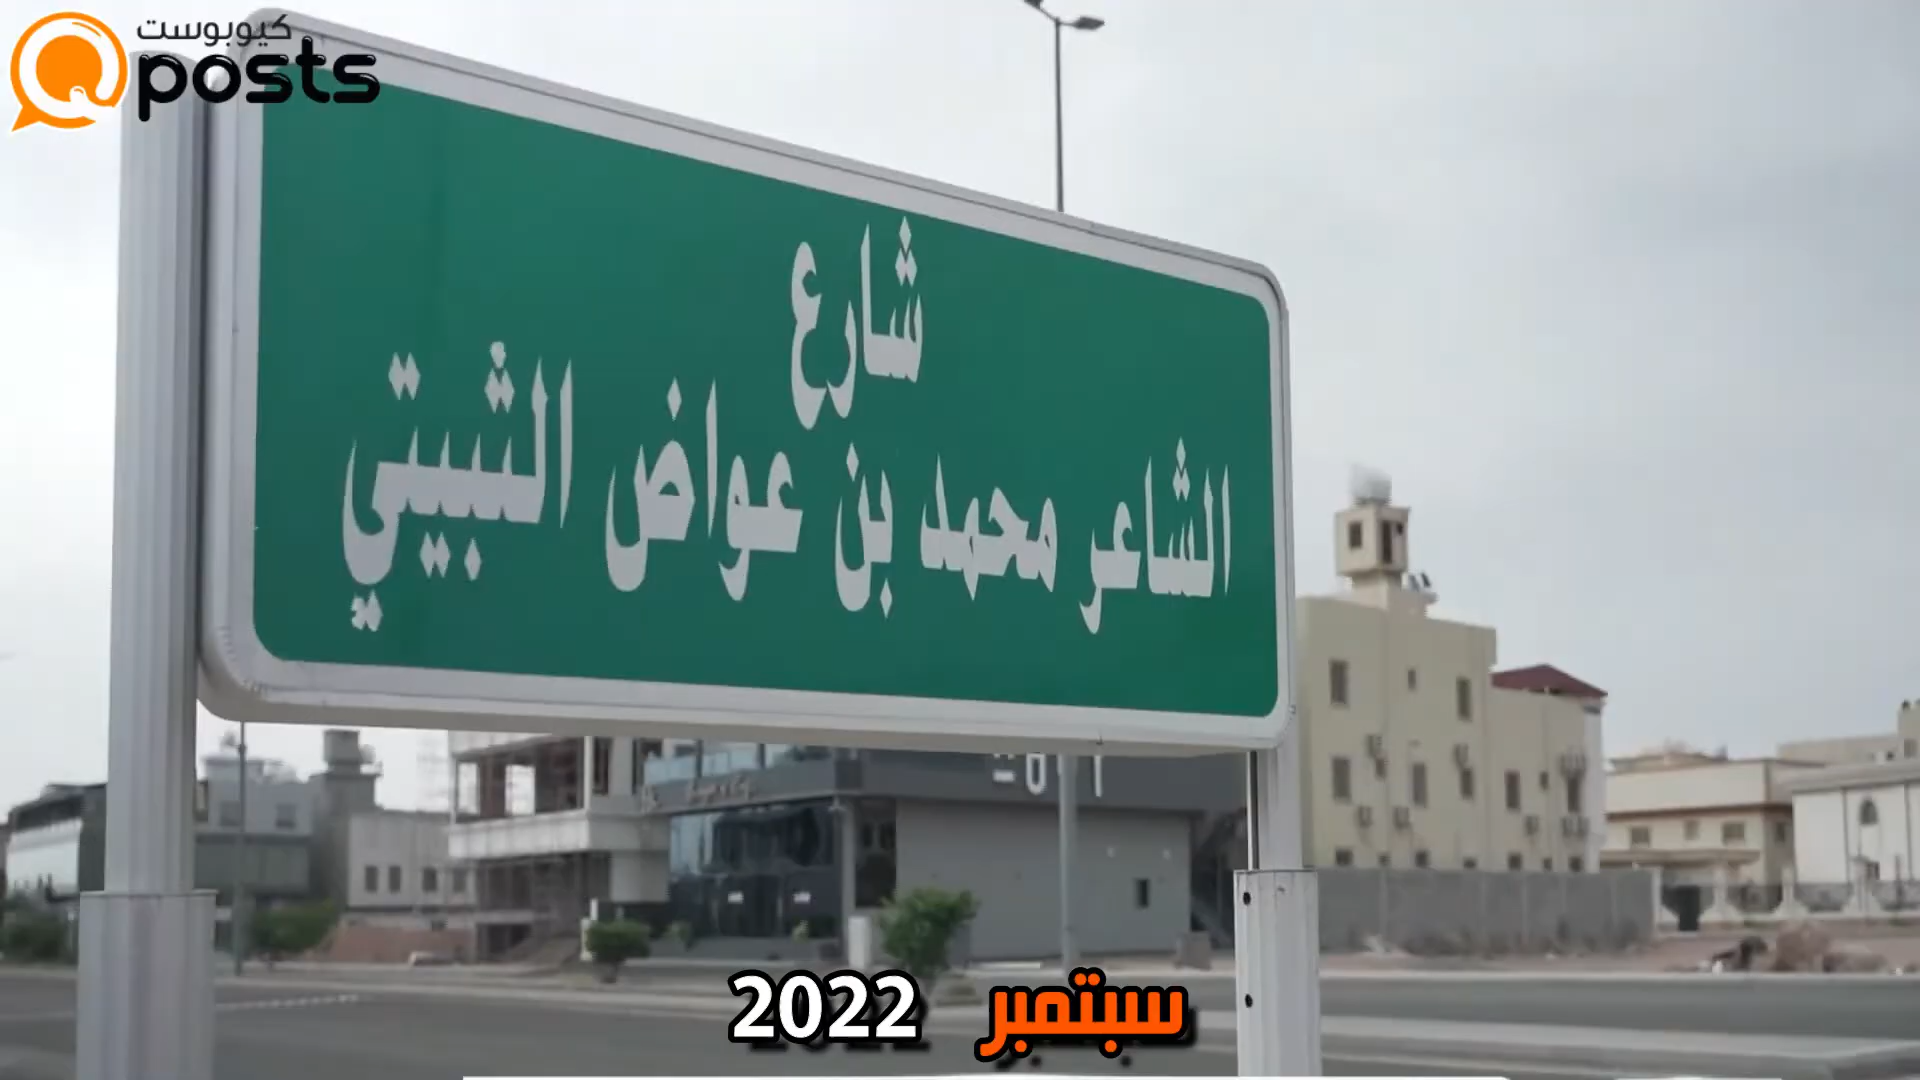 كيوبوست
posts
شارع
الشاعر محمد بن عواض الثبيتي
سبتمبر 2022